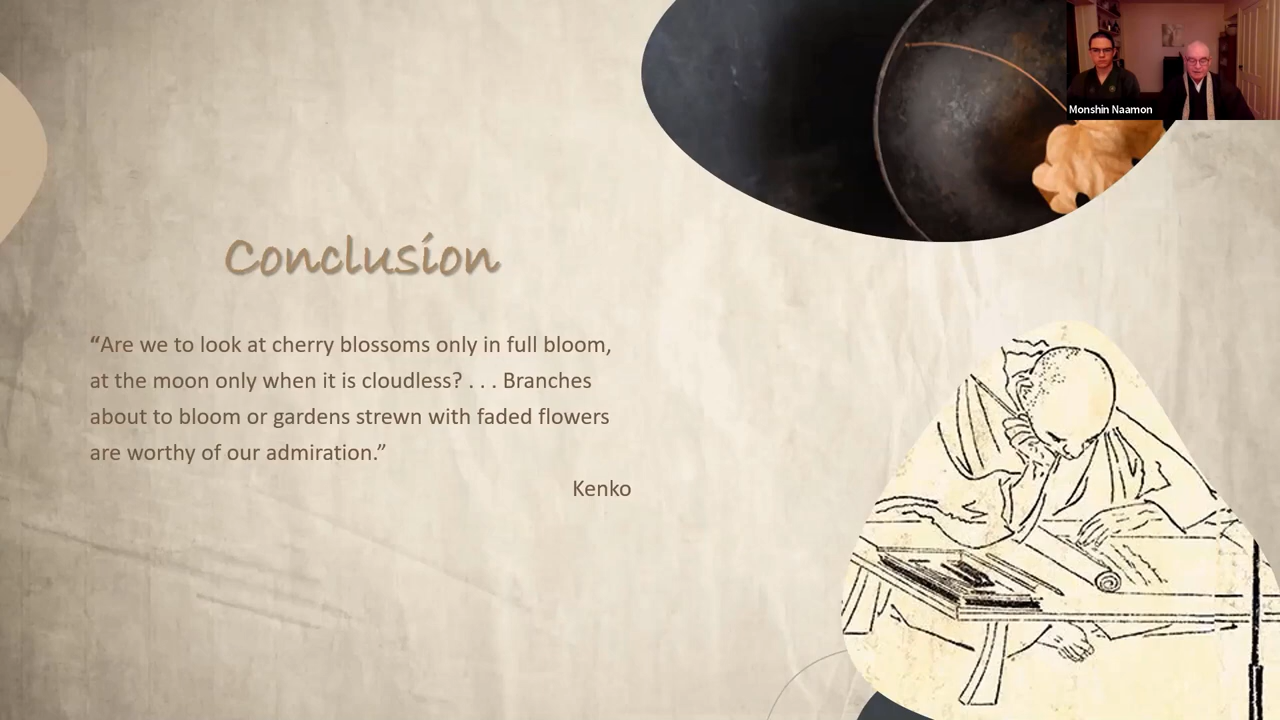 Monshin Naamon
Conclusion
“Are we to look at cherry blossoms only in full bloom,
at the moon only when it is cloudless? . . . Branches
about to bloom or gardens strewn with faded flowers
are worthy of our admiration.”
Kenko